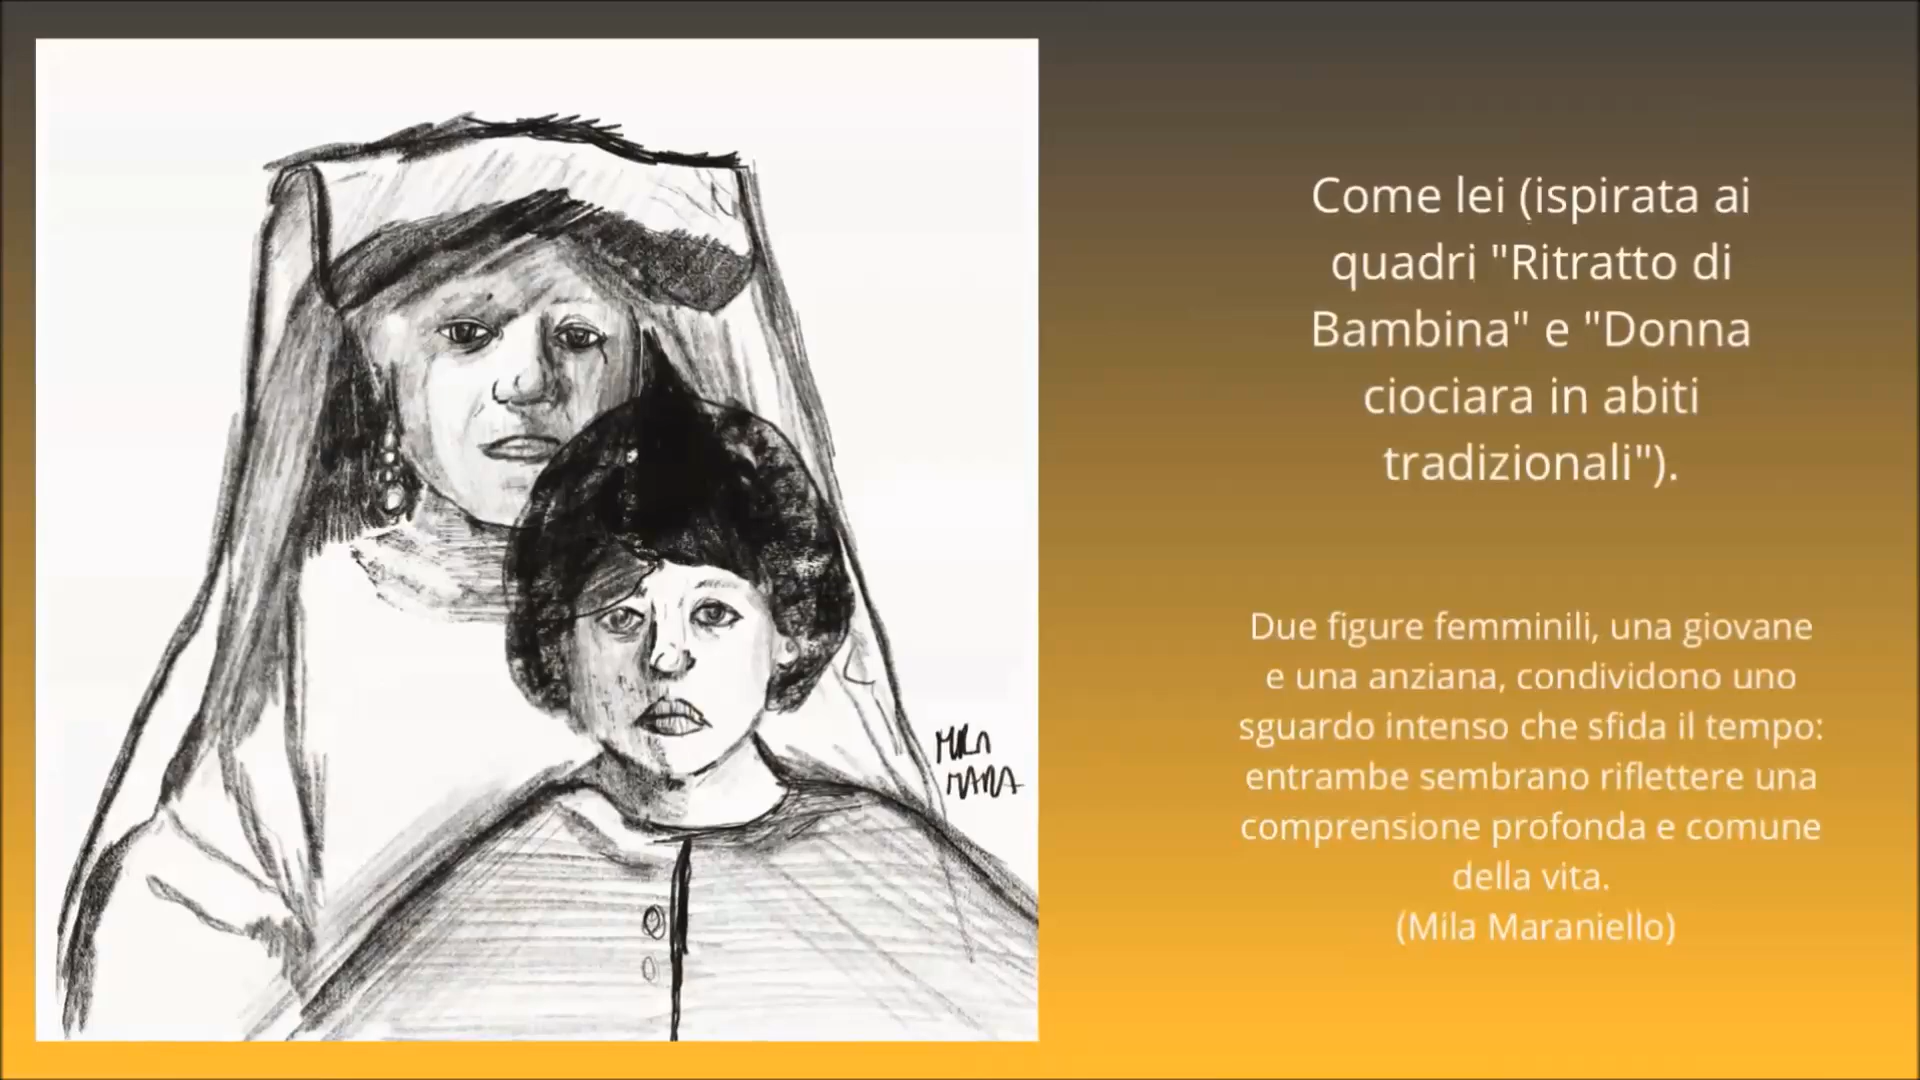 Come lei (ispirata ai
quadri "Ritratto di
Bambina" e "Donna
ciociara in abiti
tradizionali").
Due figure femminili, una giovane
e una anziana, condividono uno
sguardo intenso che sfida il tempo:
entrambe sembrano riflettere una
comprensione profonda e comune
della vita.
(Mila Maraniello)
MILA
MARA